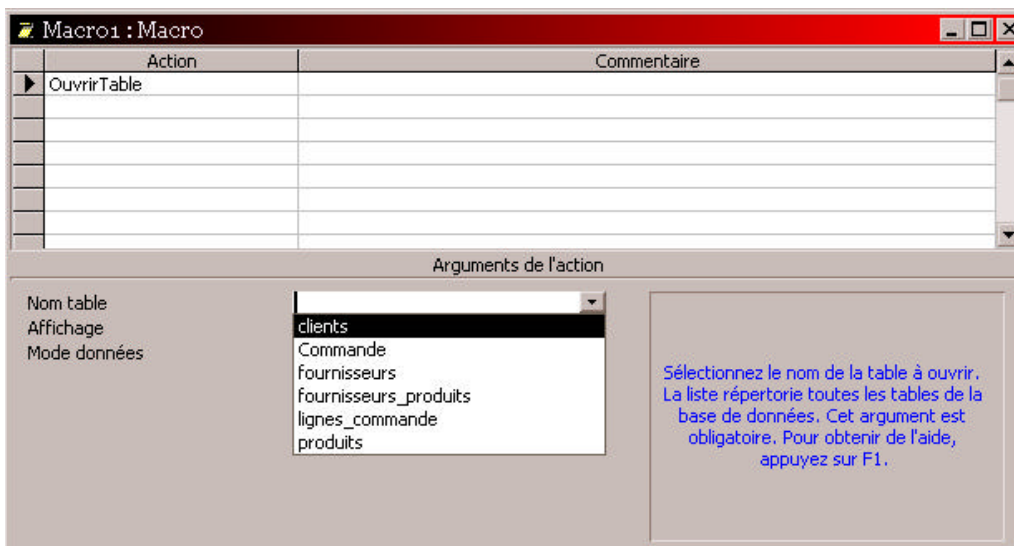 Macro1 : Macro
Action Commentaire
OuvrirTable
Arguments de l'action
Nom table
Affichage
Mode données
clients
Commande
fournisseurs
fournisseurs_produits
lignes_commande
produits
Sélectionnez le nom de la table à ouvrir.
La liste répertorie toutes les tables de la
base de données. Cet argument est
obligatoire. Pour obtenir de l'aide,
appuyez sur F1.